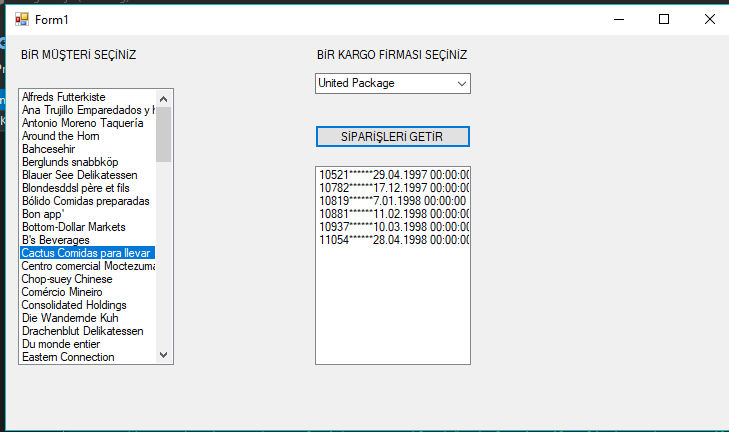 Form1
BİR MÜŞTERİ SEÇİNİZ
Alfreds Futterkiste
Ana Trujillo Emparedados y h
Antonio Moreno Taquería
Around the Horn
Bahcesehir
Berglunds snabbköp
Blauer See Delikatessen
Blondesddsl père et fils
Bólido Comidas preparadas
Bon app'
Bottom-Dollar Markets
B's Beverages
Cactus Comidas para llevar
Centro comercial Moctezuma
Chop-suey Chinese
Comércio Mineiro
Consolidated Holdings
Die Wandernde Kuh
Drachenblut Delikatessen
Du monde entier
Eastern Connection
BİR KARGO FİRMASI SEÇİNİZ
United Package
SİPARİŞLERİ GETİR
10521******29.04.1997 00:00:00
10782******17.12.1997 00:00:00
10819******7.01.1998 00:00:00
10881******11.02.1998 00:00:00
10937******10.03.1998 00:00:00
11054******28.04.1998 00:00:00